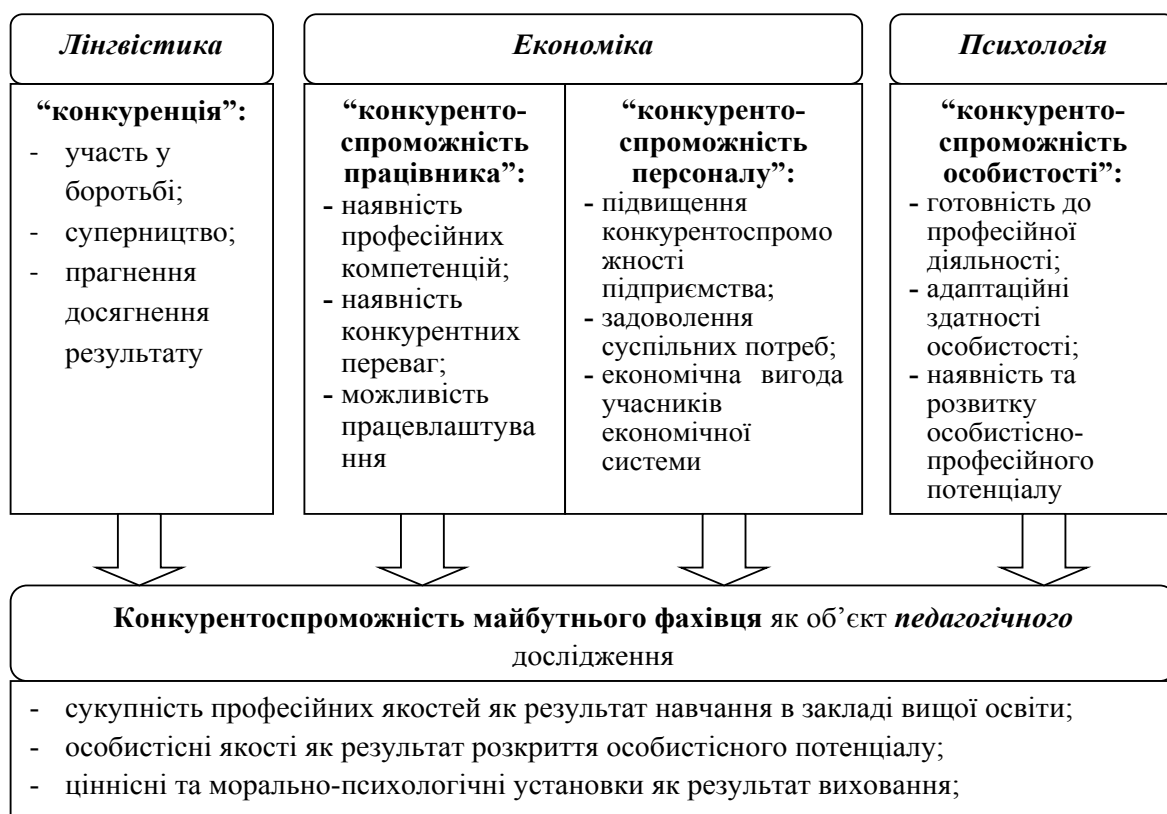 Лінгвістика
Економіка
Психологія
“конкуренція”:
- участь у
боротьбі;
- суперництво;
- прагнення
досягнення
результату
“конкуренто-
спроможність
працівника”:
- наявність
професійних
компетенцій;
- наявність
конкурентних
переваг;
- можливість
працевлаштува
ння
“конкуренто-
спроможність
персоналу”:
- підвищення
конкурентоспромо
жності
підприємства;
- задоволення
суспільних потреб;
- економічна вигода
учасників
економічної
системи
“конкуренто-
спроможність
особистості”:
- готовність до
професійної
діяльності;
- адаптаційні
здатності
особистості;
- наявність та
розвитку
особистісно-
професійного
потенціалу
Конкурентоспроможність майбутнього фахівця як об’єкт педагогічного
дослідження
- сукупність професійних якостей як результат навчання в закладі вищої освіти;
- особистісні якості як результат розкриття особистісного потенціалу;
- ціннісні та морально-психологічні установки як результат виховання;